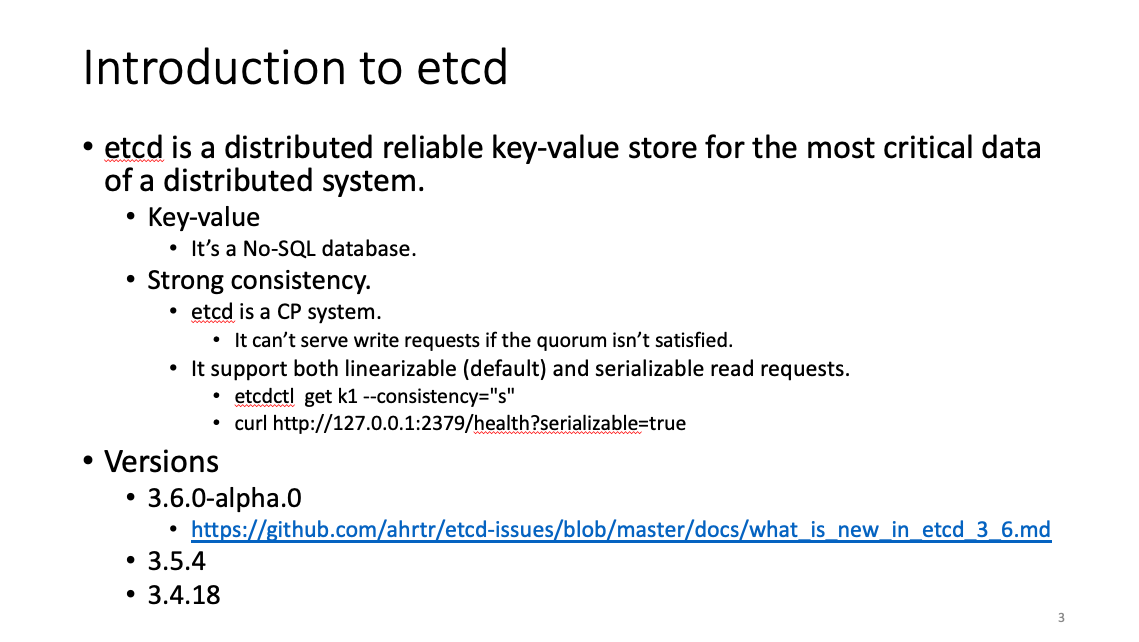 Introduction to etcd
• etcd is a distributed reliable key-value store for the most critical data
of a distributed system.
• Key-value
• It’s a No-SQL database.
• Strong consistency.
• etcd is a CP system.
• It can’t serve write requests if the quorum isn’t satisfied.
• It support both linearizable (default) and serializable read requests.
• etcdctl  get k1 --consistency="s"
• curl http://127.0.0.1:2379/health?serializable=true
• Versions
• 3.6.0-alpha.0
• https://github.com/ahrtr/etcd-issues/blob/master/docs/what_is_new_in_etcd_3_6.md
• 3.5.4
• 3.4.18
3